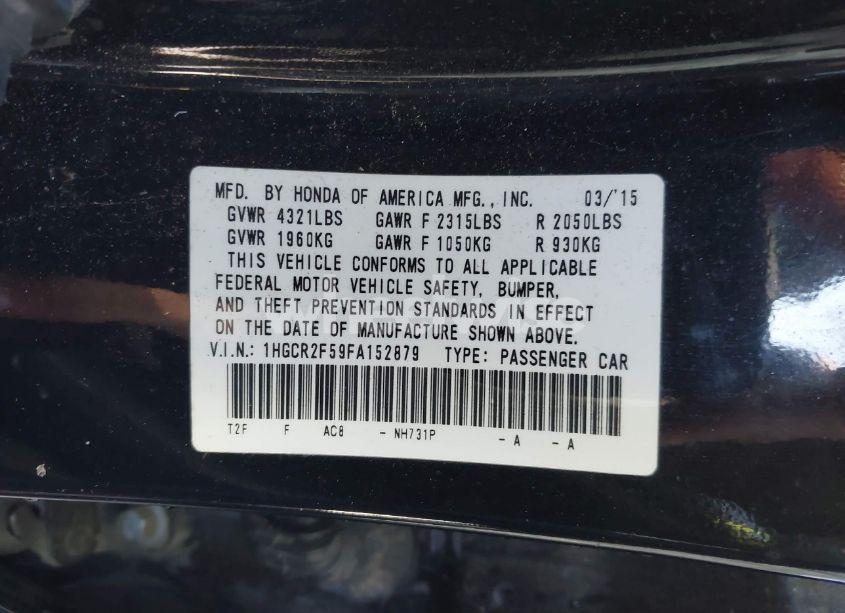 MFD. BY HONDA OF AMERICA MFG., INC. 03/'15
GVWR 4321LBS GAWR F 2315LBS R 2050LBS
GVWR 1960KG GAWR F 1050KG R 930KG
THIS VEHICLE CONFORMS TO ALL APPLICABLE
FEDERAL MOTOR VEHICLE SAFETY, BUMPER,
AND THEFT PREVENTION STANDARDS IN EFFECT
ON THE DATE OF MANUFACTURE SHOWN ABOVE.
V.I.N.: 1HGCR2F59FA152879 TYPE: PASSENGER CAR
T2F F AC8 - NH731P - A - A